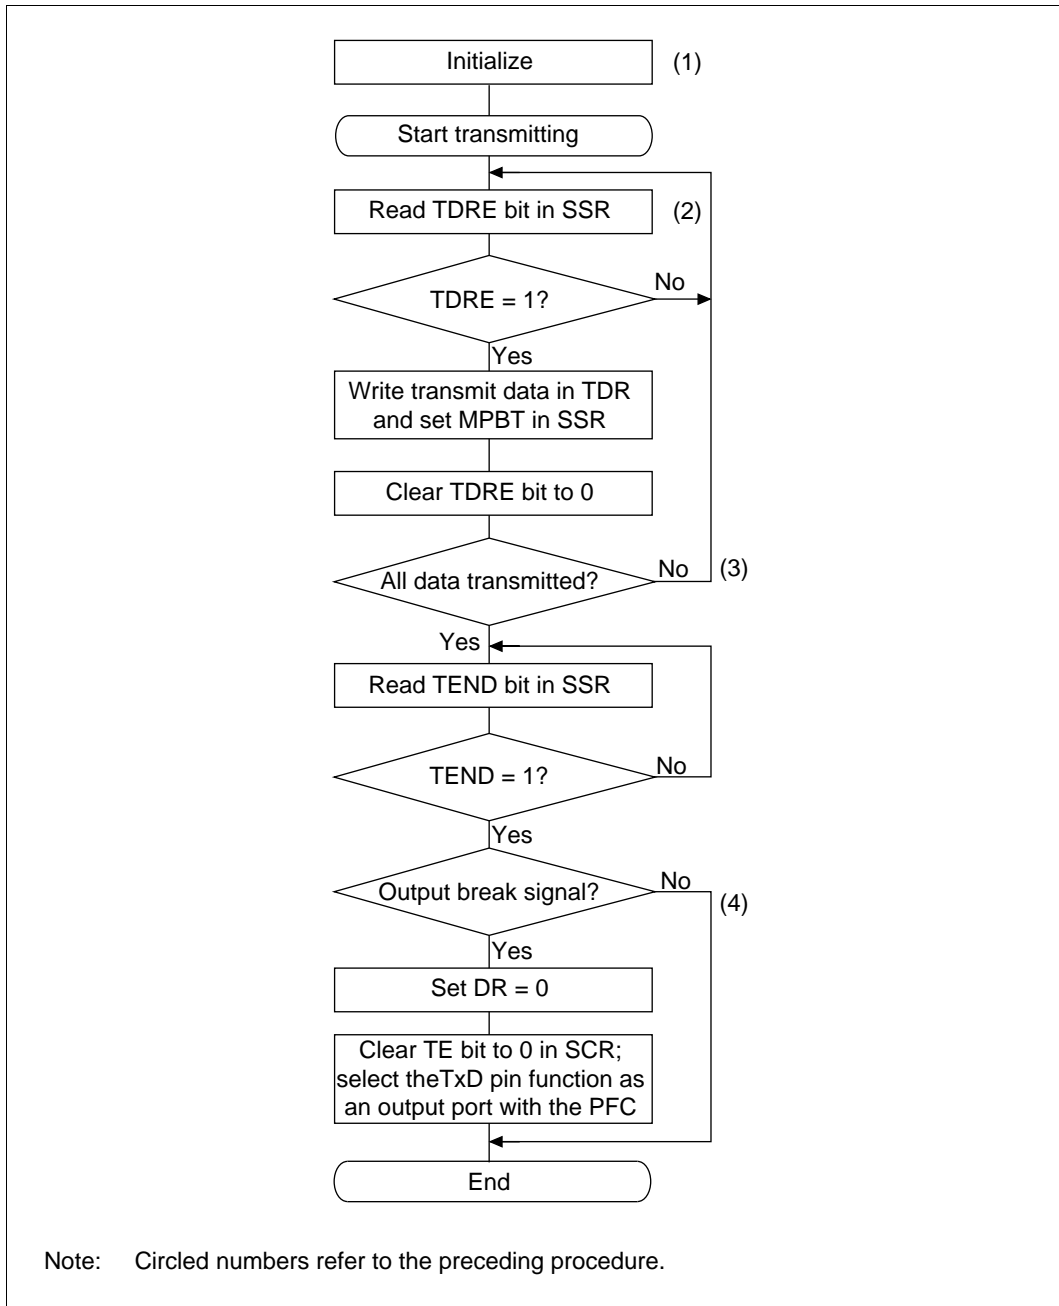 Initialize
(1)
Start transmitting
Read TDRE bit in SSR
(2)
TDRE = 1?
No
Yes
Write transmit data in TDR
and set MPBT in SSR
Clear TDRE bit to 0
All data transmitted?
No
(3)
Yes
Read TEND bit in SSR
TEND = 1?
No
Yes
Output break signal?
No
(4)
Yes
Set DR = 0
Clear TE bit to 0 in SCR;
select theTxD pin function as
an output port with the PFC
End
Note: Circled numbers refer to the preceding procedure.